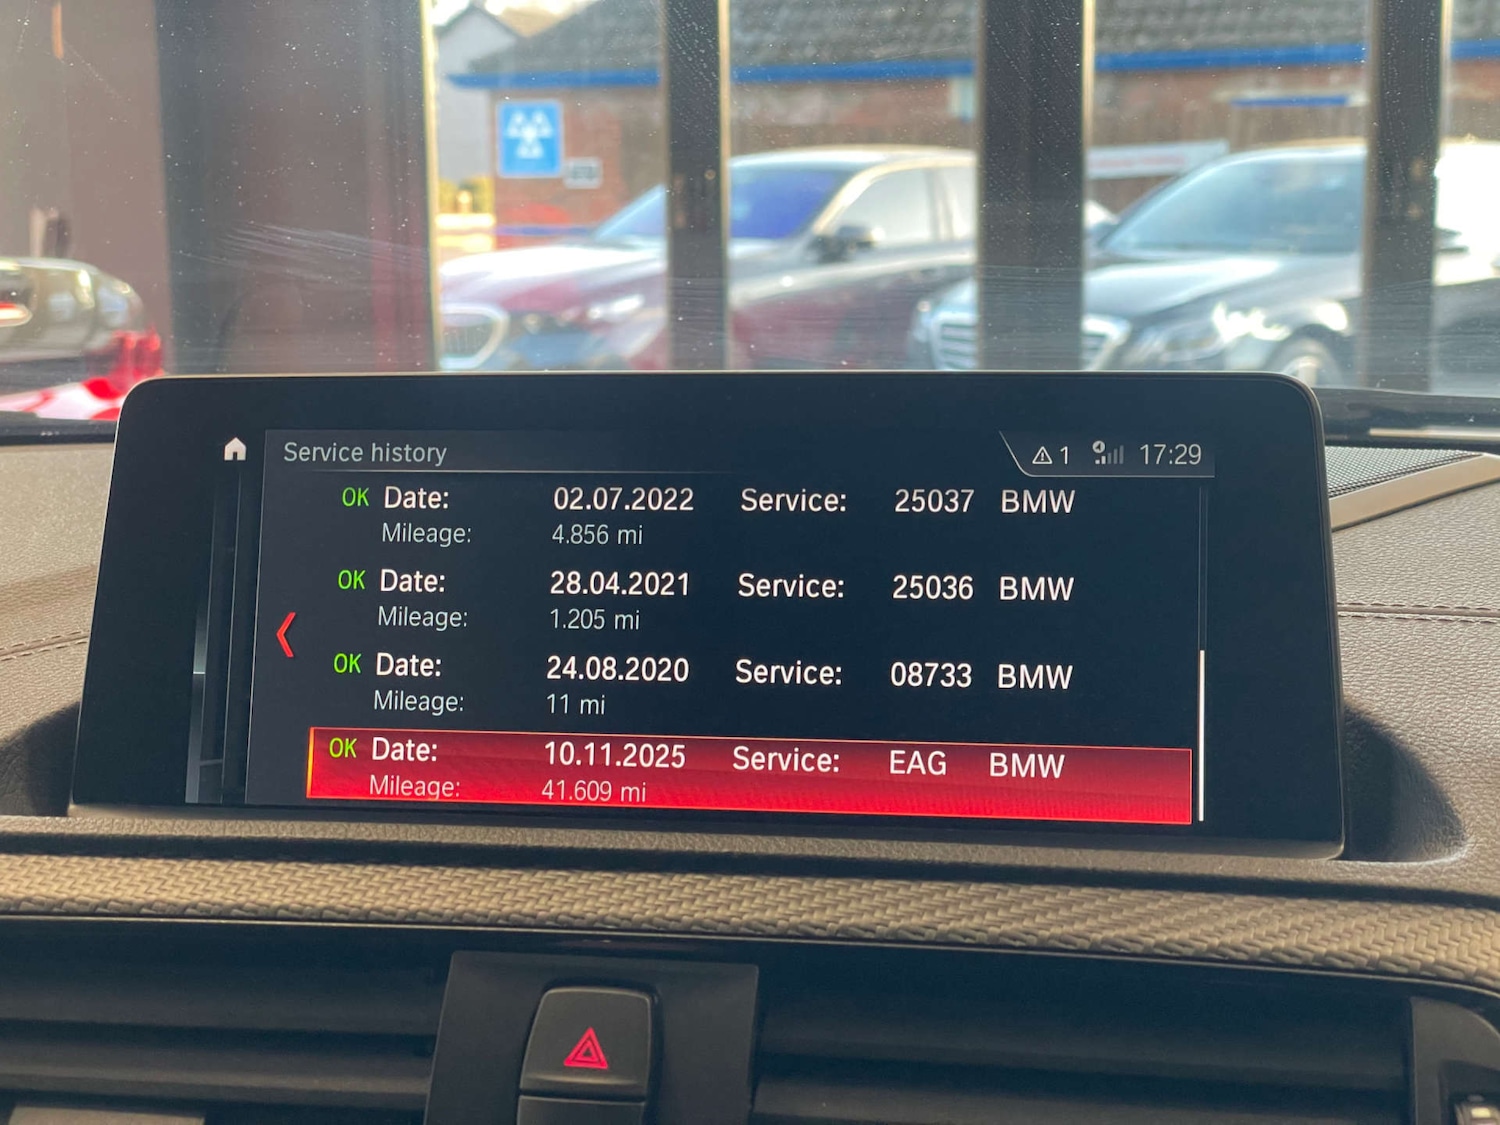 Service history
1 17:29
OK Date: 02.07.2022 Service: 25037 BMW
Mileage: 4.856 mi
OK Date: 28.04.2021 Service: 25036 BMW
Mileage: 1.205 mi
OK Date: 24.08.2020 Service: 08733 BMW
Mileage: 11 mi
OK Date: 10.11.2025 Service: EAG BMW
Mileage: 41.609 mi